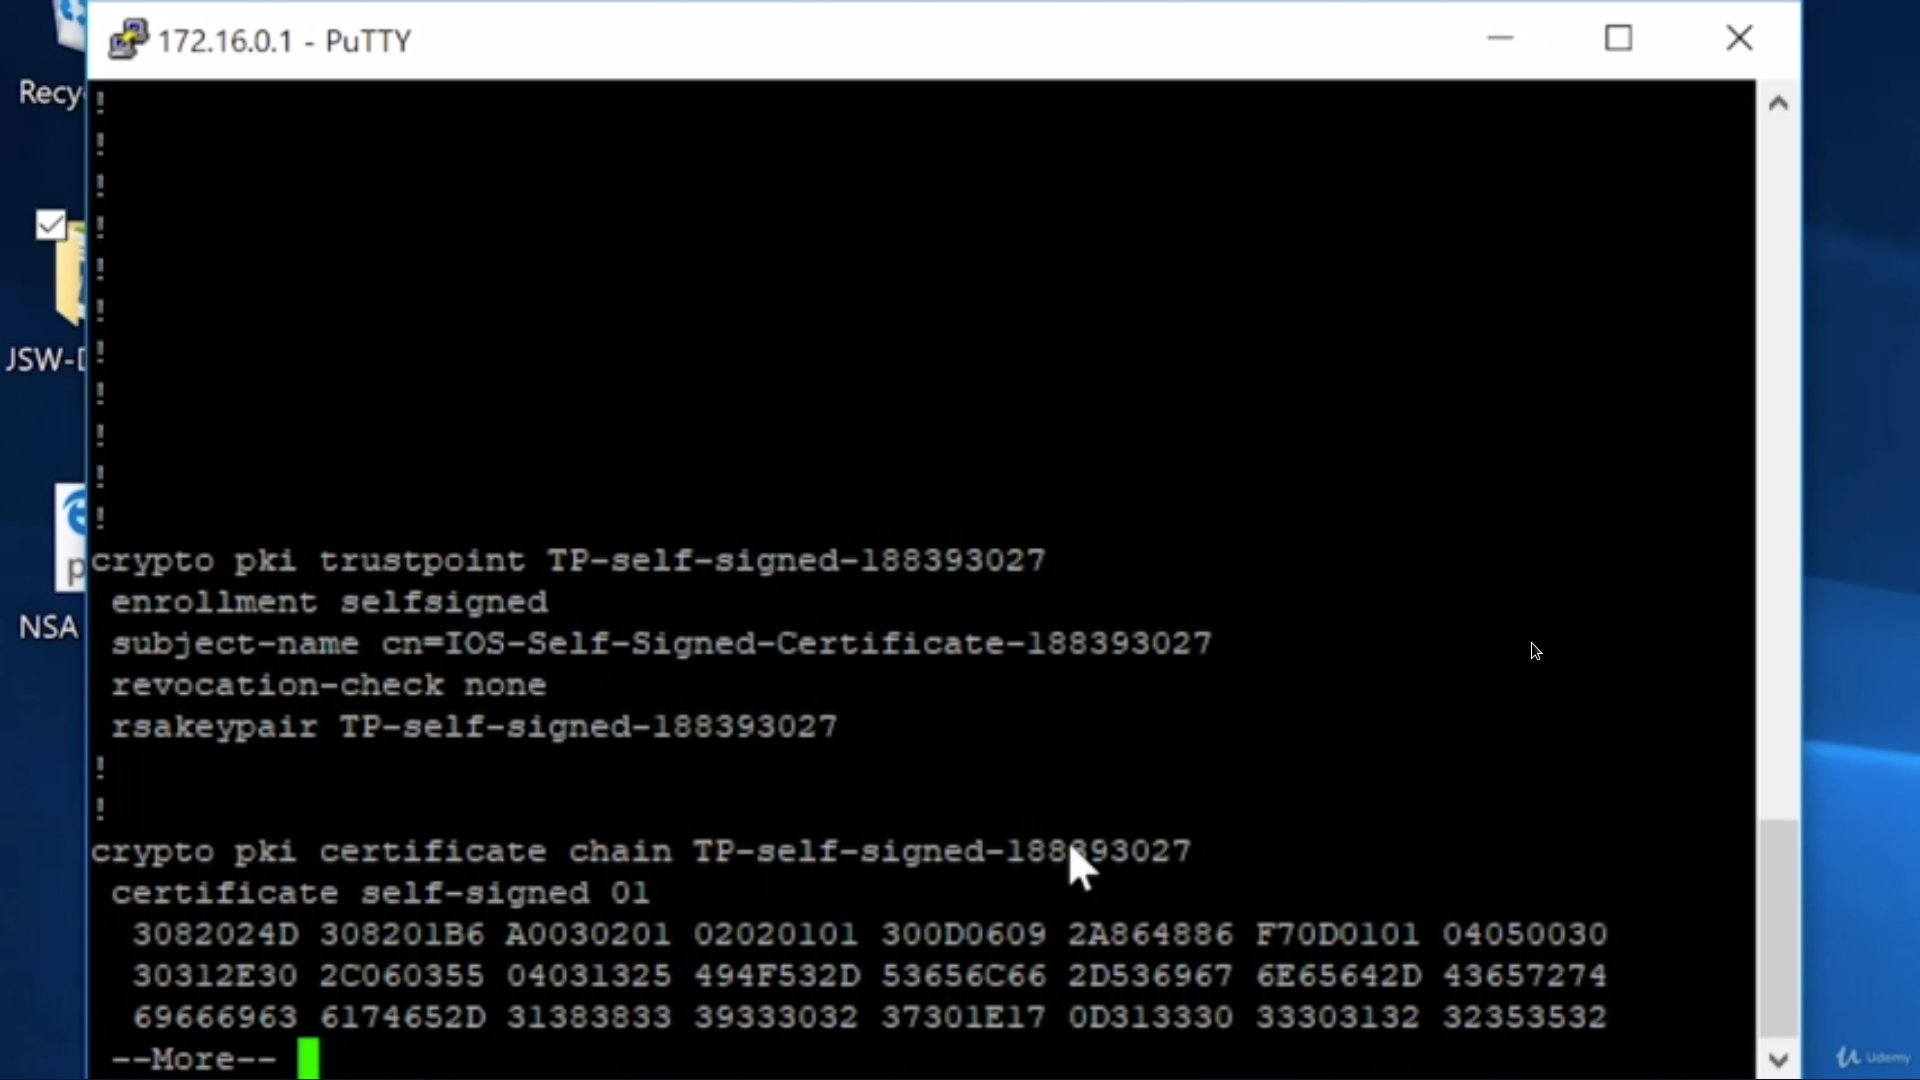 172.16.0.1 - PuTTY
Recy
!
!
!
!
!
!
!
!
!
!
!
JSW-D
NSA
p
crypto pki trustpoint TP-self-signed-188393027
enrollment selfsigned
subject-name cn=IOS-Self-Signed-Certificate-188393027
revocation-check none
rsakeypair TP-self-signed-188393027
!
!
crypto pki certificate chain TP-self-signed-188393027
certificate self-signed 01
3082024D 308201B6 A0030201 02020101 300D0609 2A864886 F70D0101 04050030
30312E30 2C060355 04031325 494F532D 53656C66 2D536967 6E65642D 43657274
69666963 6174652D 31383833 39333032 37301E17 0D313330 33303132 32353532
--More--
Udemy